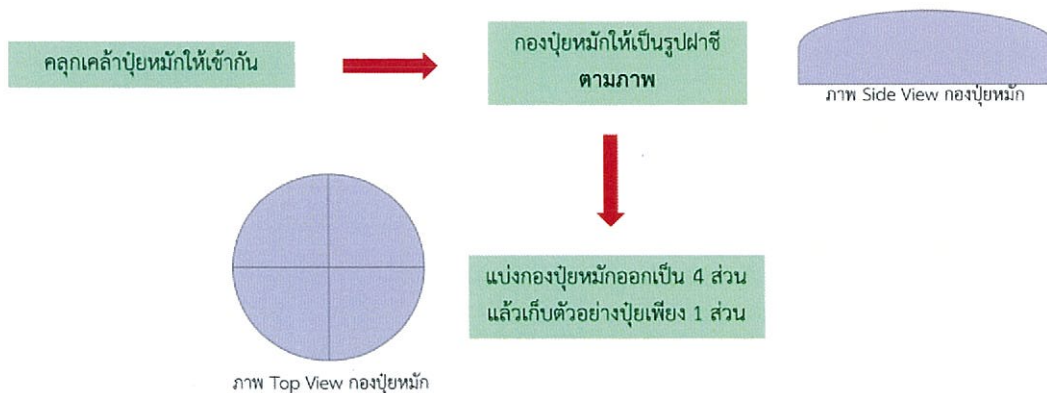 คลุกเคล้าปุ๋ยหมักให้เข้ากัน
กองปุ๋ยหมักให้เป็นรูปฝาชี
ตามภาพ
ภาพ Side View กองปุ๋ยหมัก
แบ่งกองปุ๋ยหมักออกเป็น 4 ส่วน
แล้วเก็บตัวอย่างปุ๋ยเพียง 1 ส่วน
ภาพ Top View กองปุ๋ยหมัก